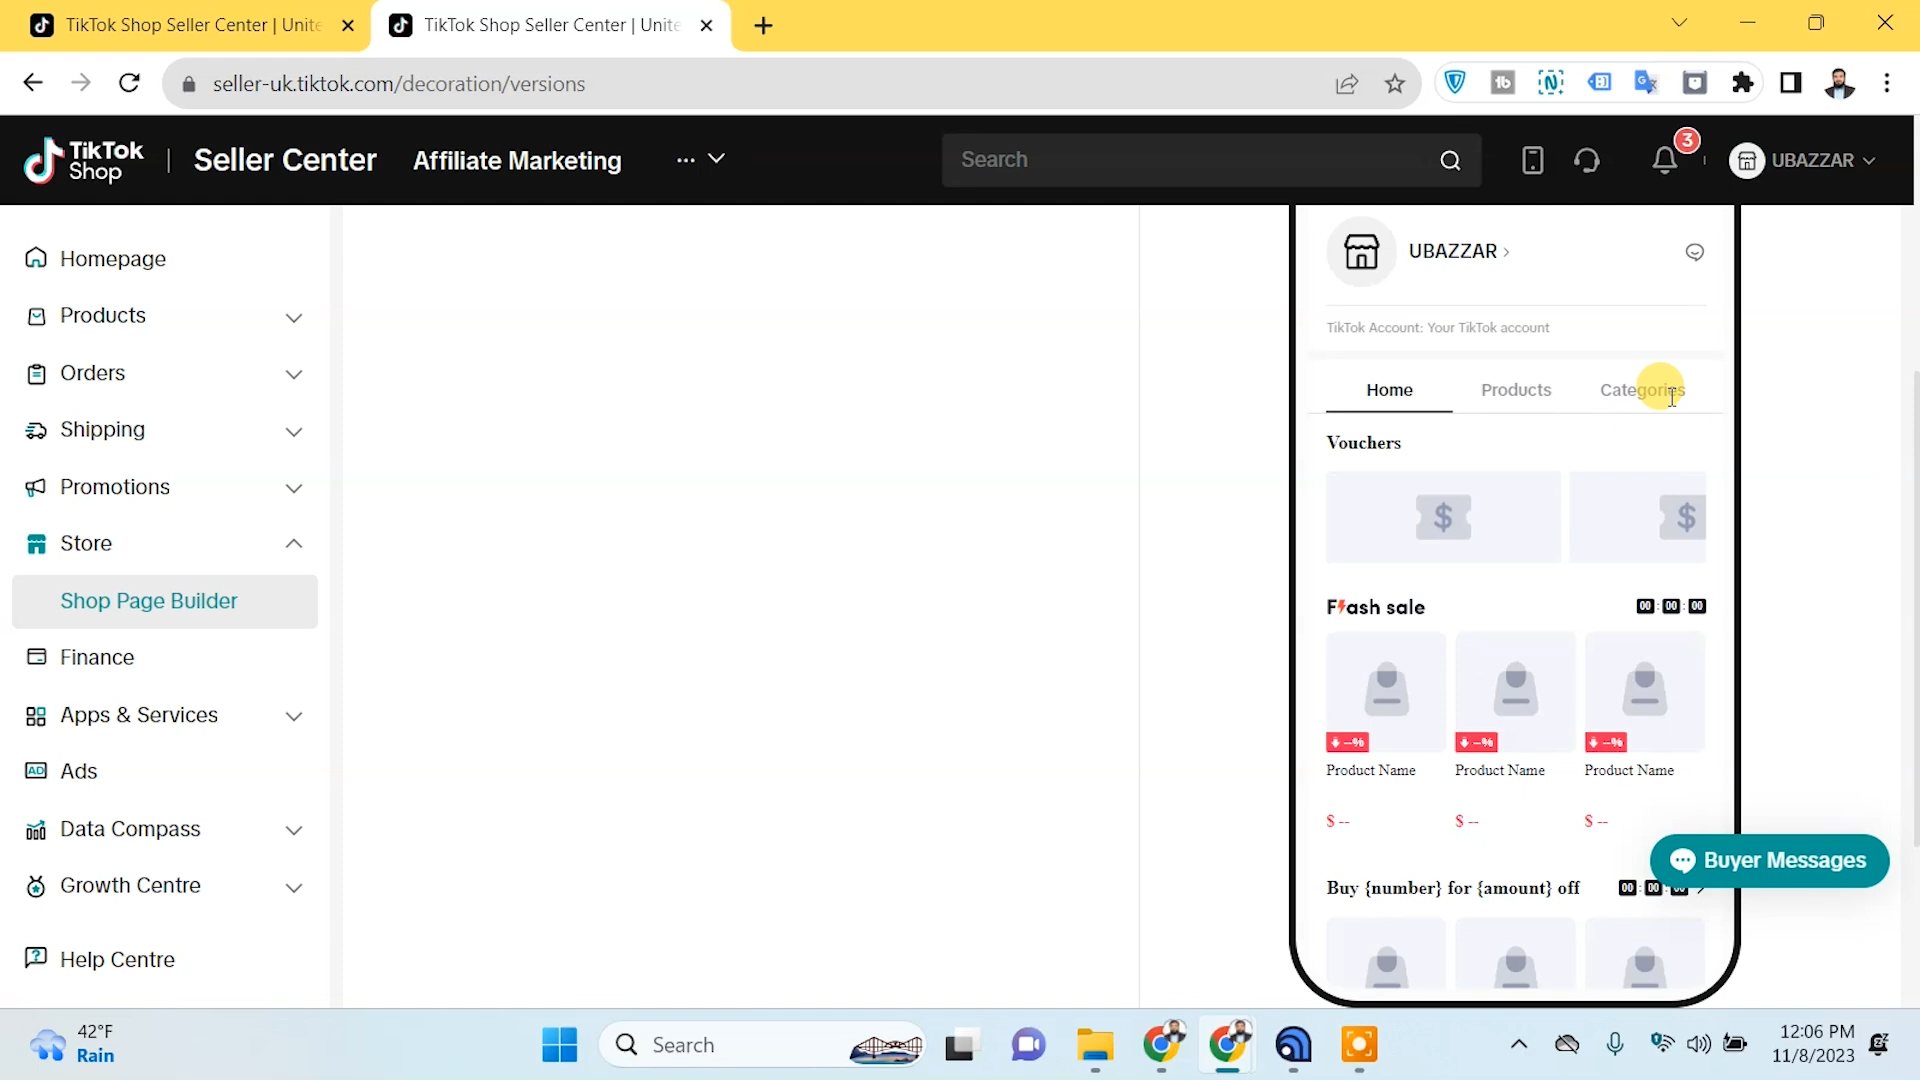 TikTok Shop Seller Center | Unite
TikTok Shop Seller Center | Unite
seller-uk.tiktok.com/decoration/versions
TikTok Shop
Seller Center
Affiliate Marketing
Search
3
UBAZZAR
Homepage
Products
Orders
Shipping
Promotions
Store
Shop Page Builder
Finance
Apps & Services
Ads
Data Compass
Growth Centre
Help Centre
UBAZZAR
TikTok Account: Your TikTok account
Home Products Categories
Vouchers
$ $
Flash sale 00 : 00 : 00
--% --% --%
Product Name Product Name Product Name
$ -- $ -- $ --
Buyer Messages
Buy {number} for {amount} off 00 : 00 : 00
42°F
Rain
Search
12:06 PM
11/8/2023